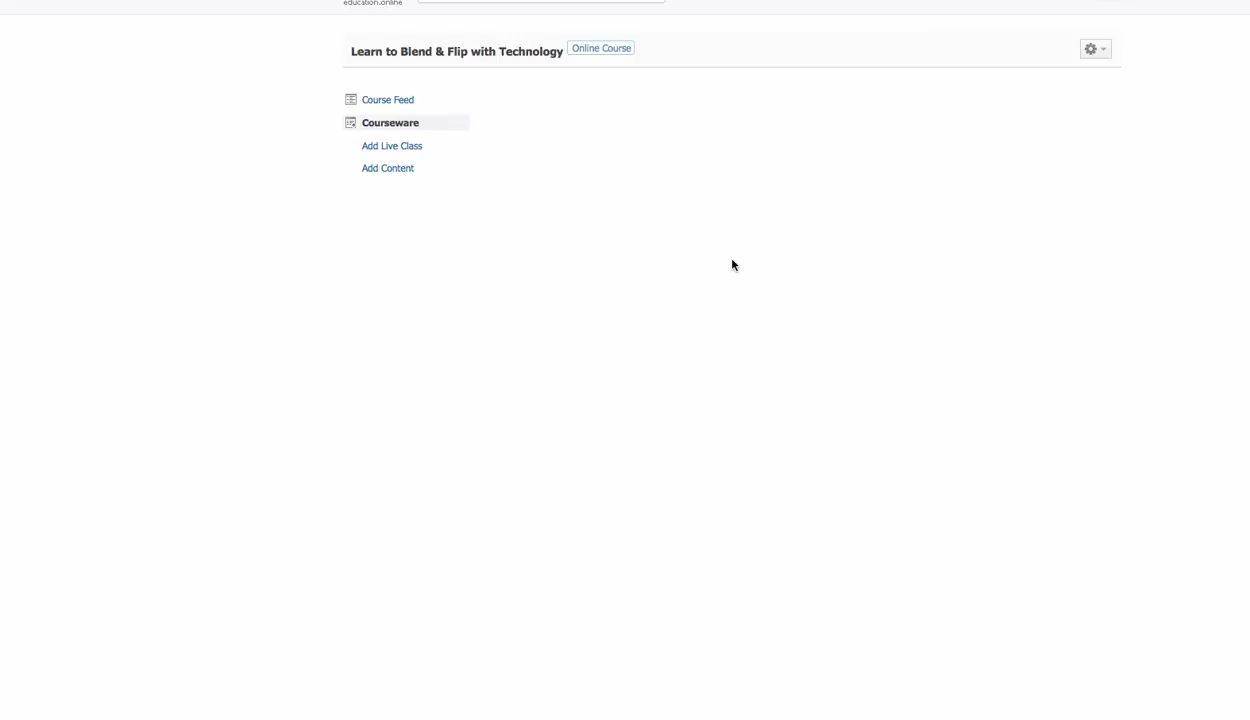 education.online
Learn to Blend & Flip with Technology Online Course
Course Feed
Courseware
Add Live Class
Add Content